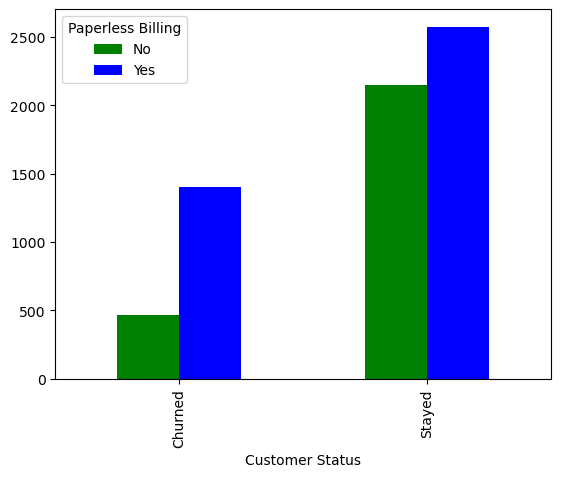 Paperless Billing
No
Yes
2500
2000
1500
1000
500
0
Churned
Stayed
Customer Status